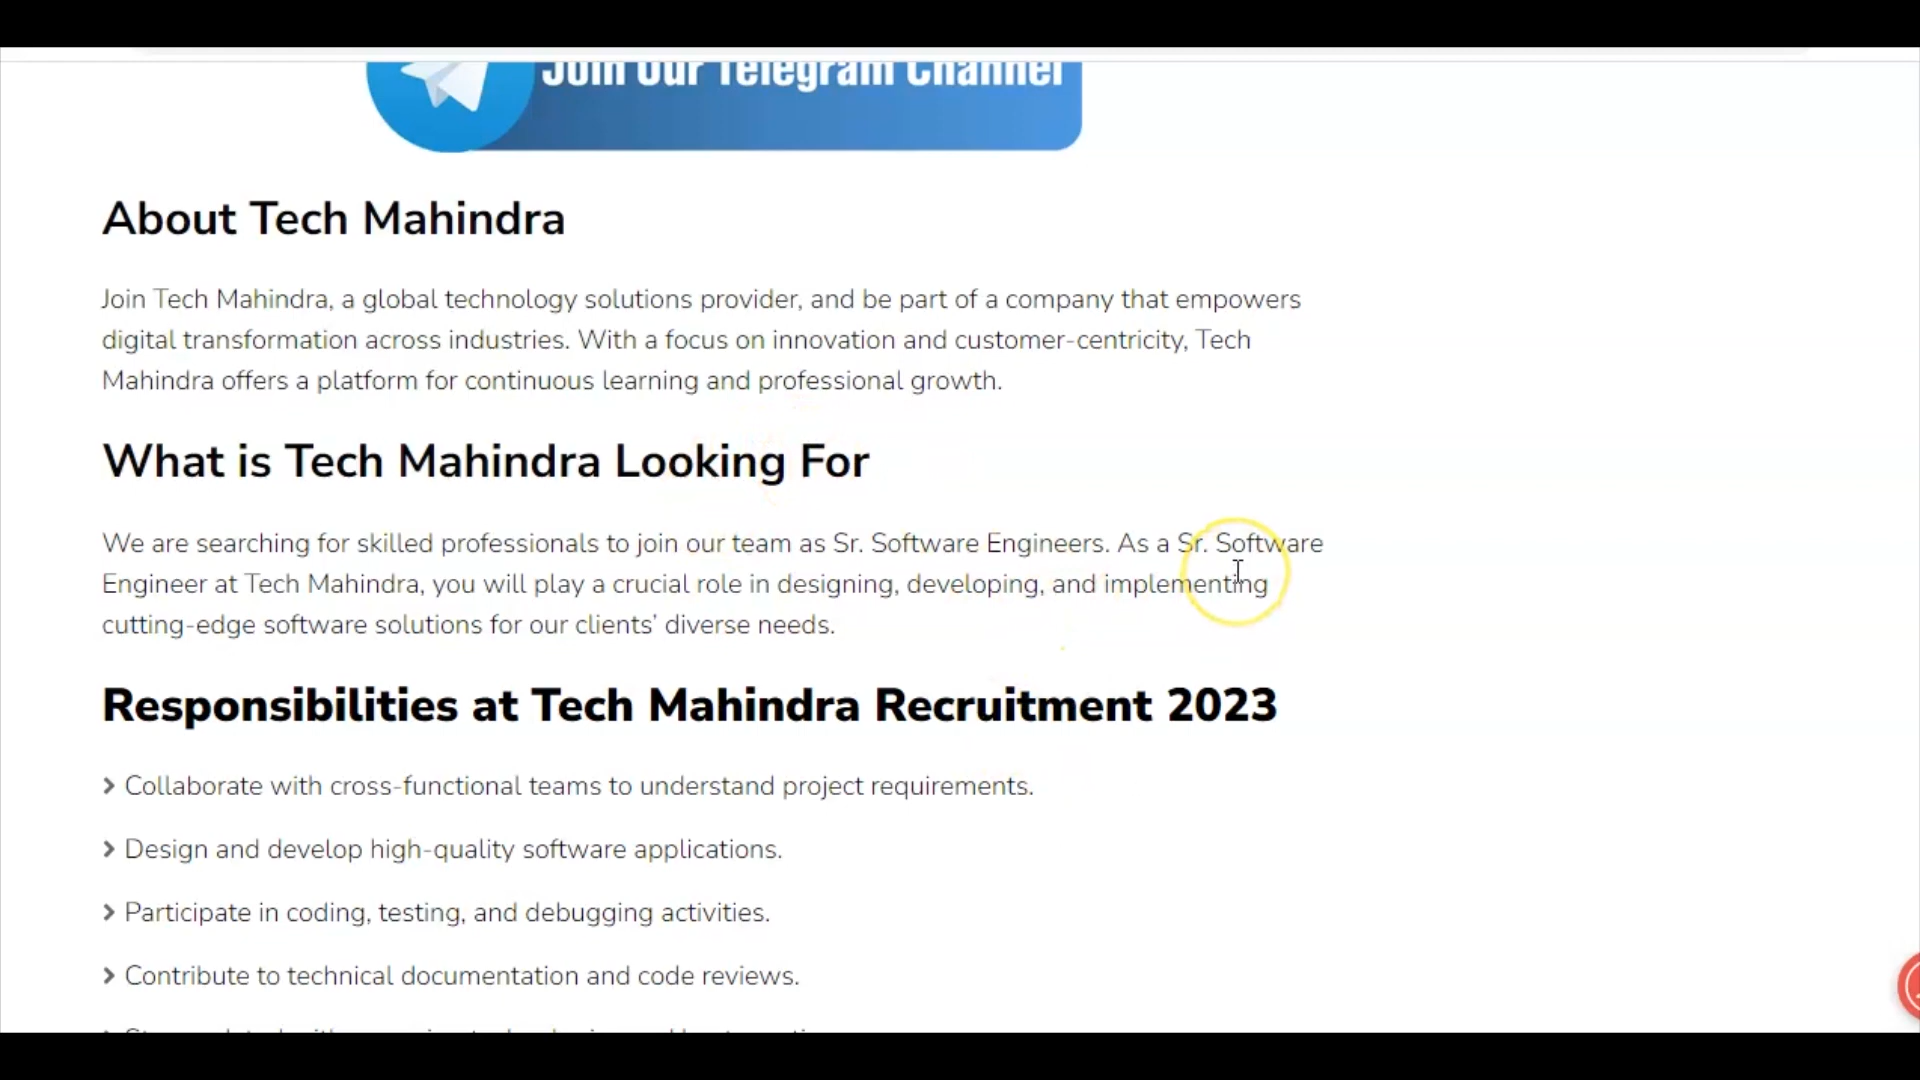 Join Our Telegram Channel
About Tech Mahindra
Join Tech Mahindra, a global technology solutions provider, and be part of a company that empowers
digital transformation across industries. With a focus on innovation and customer-centricity, Tech
Mahindra offers a platform for continuous learning and professional growth.
What is Tech Mahindra Looking For
We are searching for skilled professionals to join our team as Sr. Software Engineers. As a Sr. Software
Engineer at Tech Mahindra, you will play a crucial role in designing, developing, and implementing
cutting-edge software solutions for our clients’ diverse needs.
Responsibilities at Tech Mahindra Recruitment 2023
Collaborate with cross-functional teams to understand project requirements.
Design and develop high-quality software applications.
Participate in coding, testing, and debugging activities.
Contribute to technical documentation and code reviews.